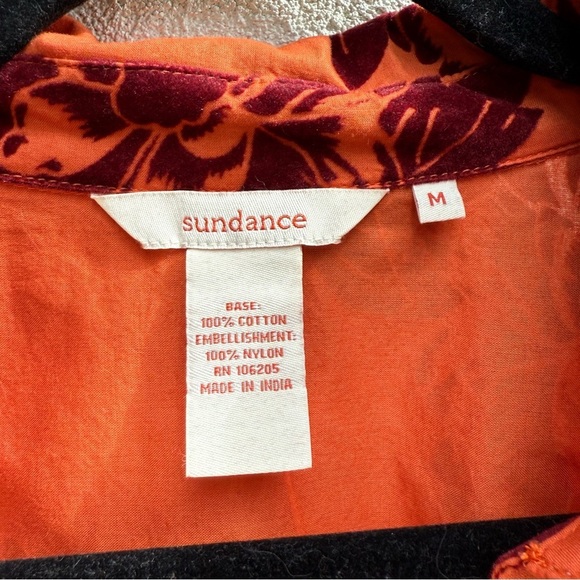 sundance
M
BASE:
100% COTTON
EMBELLISHMENT:
100% NYLON
RN 106205
MADE IN INDIA